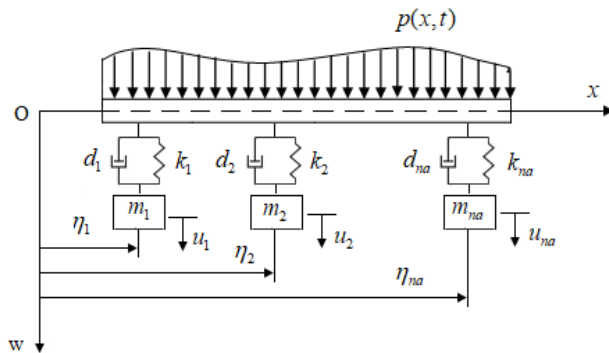 p(x,t)
O x
d₁ k₁ d₂ k₂ dₙₐ kₙₐ
m₁ m₂ mₙₐ
η₁ u₁ u₂ uₙₐ
η₂
ηₙₐ
w